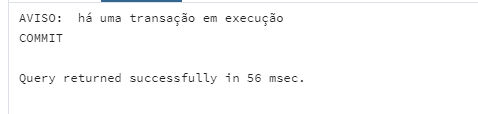 AVISO:  há uma transação em execução
COMMIT
Query returned successfully in 56 msec.